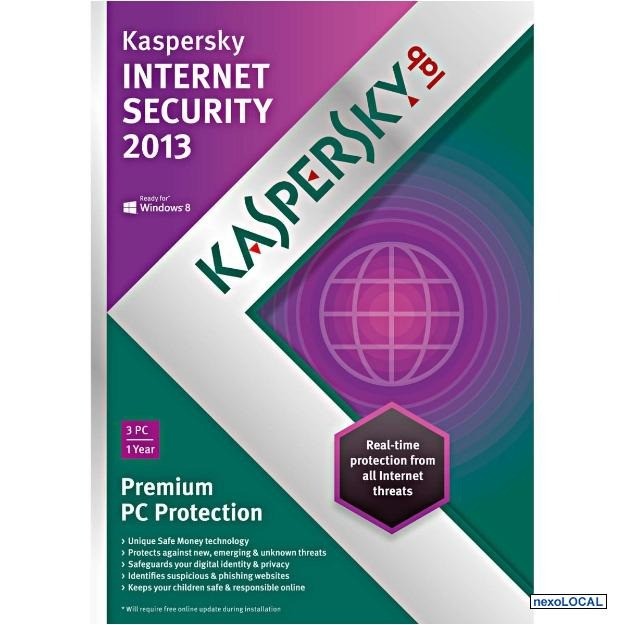 Kaspersky
INTERNET
SECURITY
2013
Ready for*
Windows 8
KASPERSKY lab
3 PC
1 Year
Real-time
protection from
all Internet
threats
Premium
PC Protection
› Unique Safe Money technology
› Protects against new, emerging & unknown threats
› Safeguards your digital identity & privacy
› Identifies suspicious & phishing websites
› Keeps your children safe & responsible online
* Will require free online update during installation
nexoLOCAL